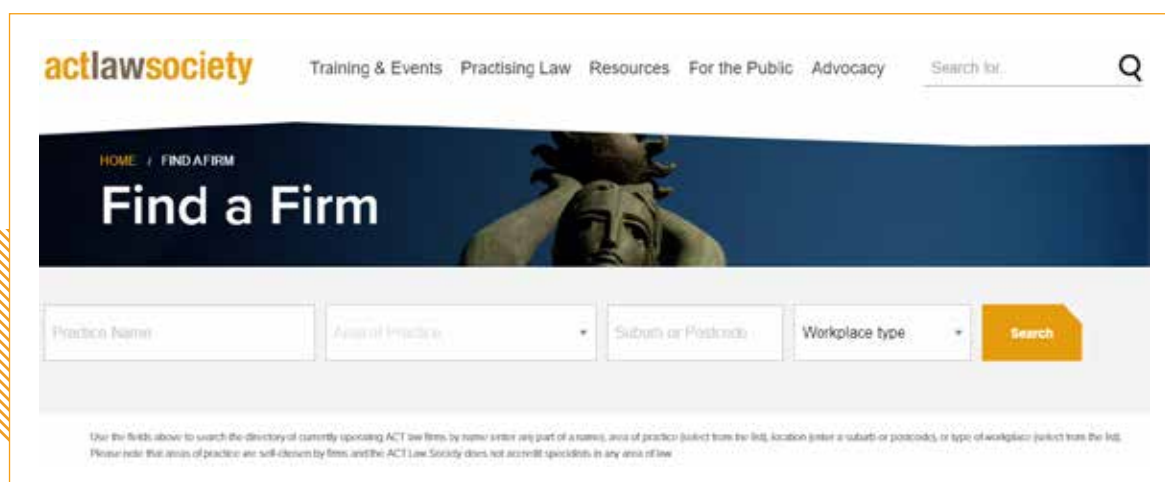 actlawsociety
Training & Events Practising Law Resources For the Public Advocacy Search for..
HOME / FIND A FIRM
Find a Firm
Practice Name Area of Practice Suburb or Postcode Workplace type Search
Use the fields above to search the directory of currently operating ACT law firms by name (enter any part of a name), area of practice (select from the list), location (enter a suburb or postcode), or type of workplace (select from the list).
Please note that areas of practice are self-chosen by firms and the ACT Law Society does not accredit specialists in any area of law.